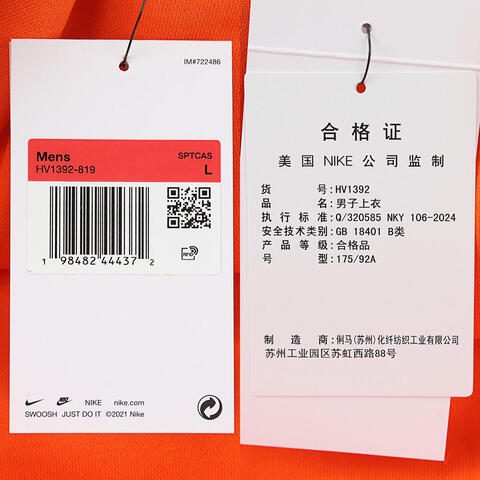 IM#722486
Mens
SPTCAS
HV1392-819
L
1 98482 44437 2
RFID
NIKE nike.com
SWOOSH JUST DO IT ©2021 Nike
合格证
美国NIKE公司监制
货号:HV1392
品名:男子上衣
执行标准:Q/320585 NKY 106-2024
安全技术类别:GB 18401 B类
产品等级:合格品
号型:175/92A
制造商:俐马(苏州)化纤纺织工业有限公司
苏州工业园区苏虹西路88号